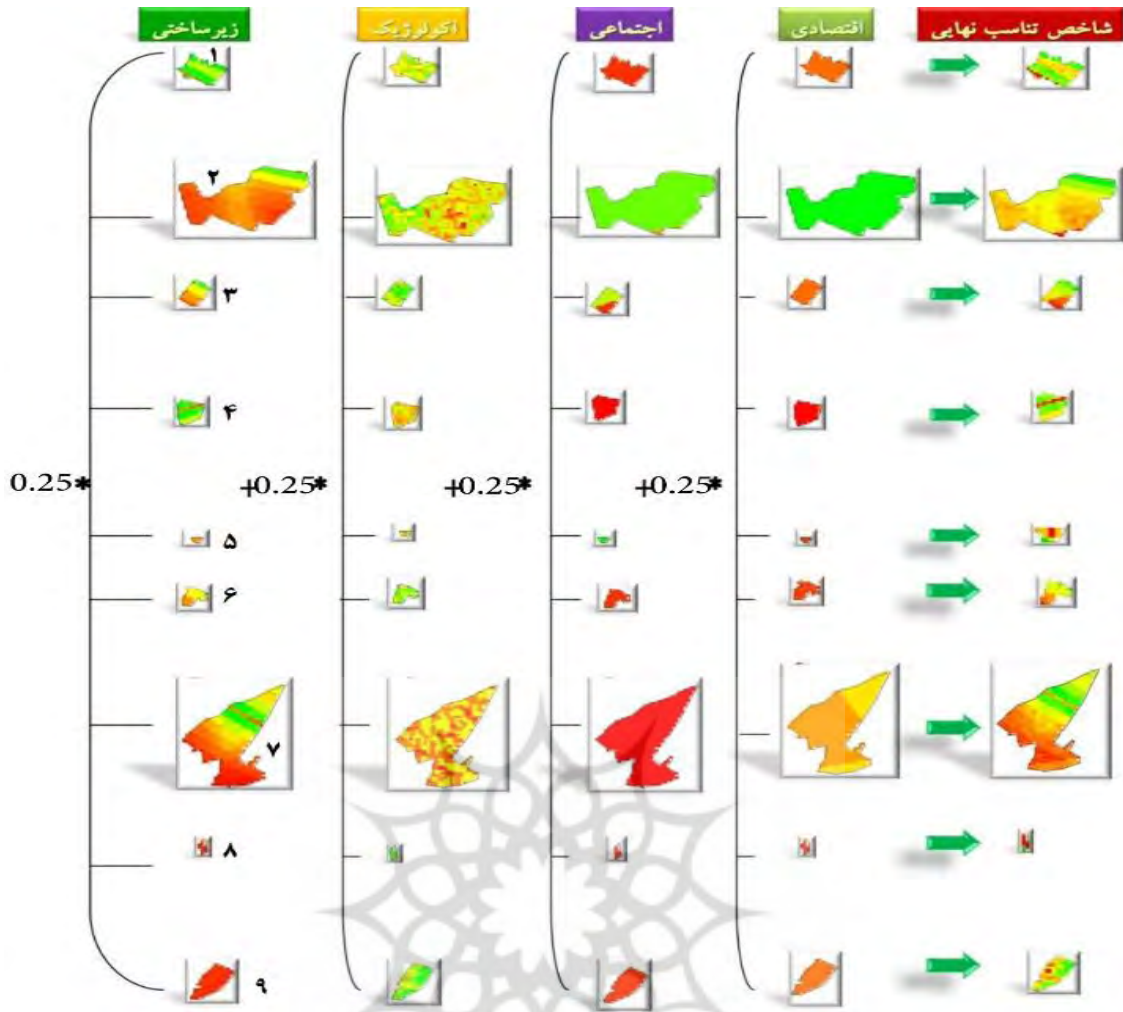 زیرساختی
اکولوژیک
اجتماعی
اقتصادی
شاخص تناسب نهایی
۱
۲
۳
۴
0.25*
+0.25*
+0.25*
+0.25*
۵
۶
۷
۸
۹